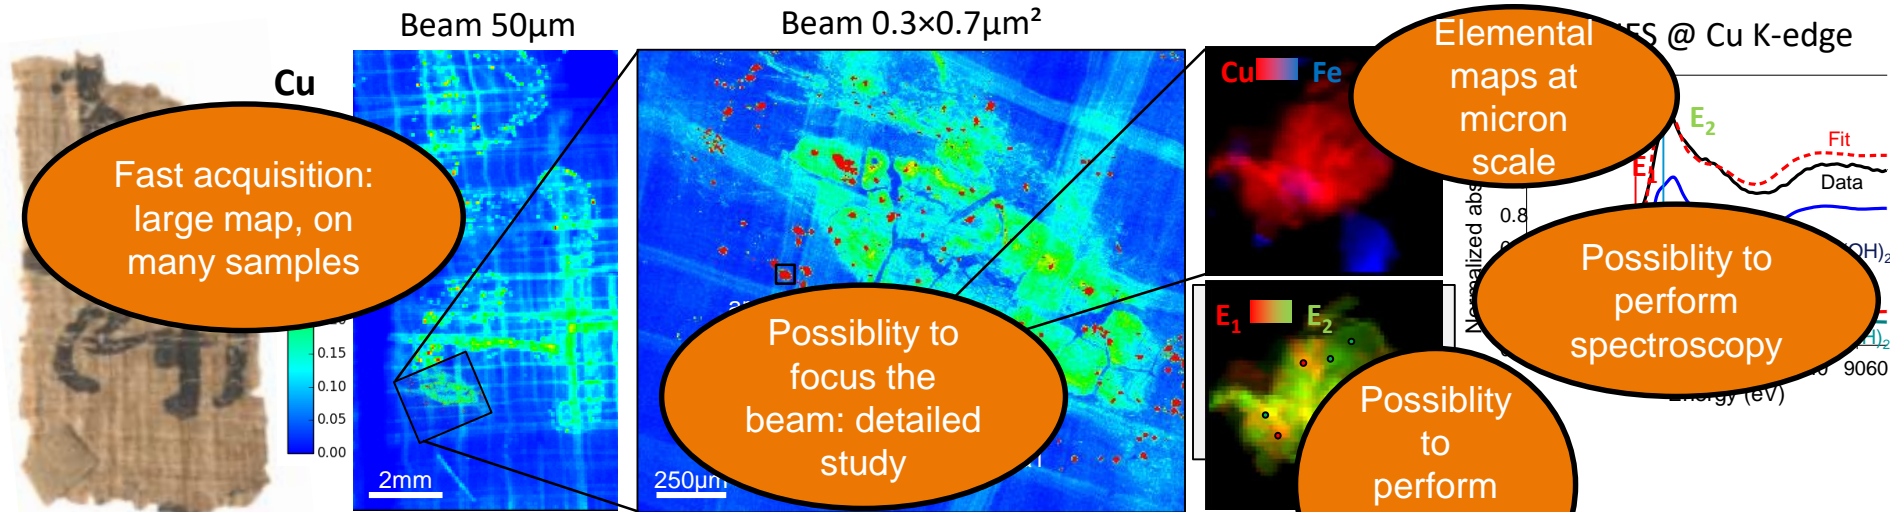 Beam 50µm
Beam 0.3×0.7µm²
@ Cu K-edge
Cu
Fast acquisition:
large map, on
many samples
0.15
0.10
0.05
0.00
2mm
Possiblity to
focus the
beam: detailed
study
250µm
Cu Fe
Elemental
maps at
micron
scale
E₁ E₂
Possiblity
to
perform
E₂
E₁
Fit
Data
0.8
Possiblity to
perform
spectroscopy
9060
(eV)